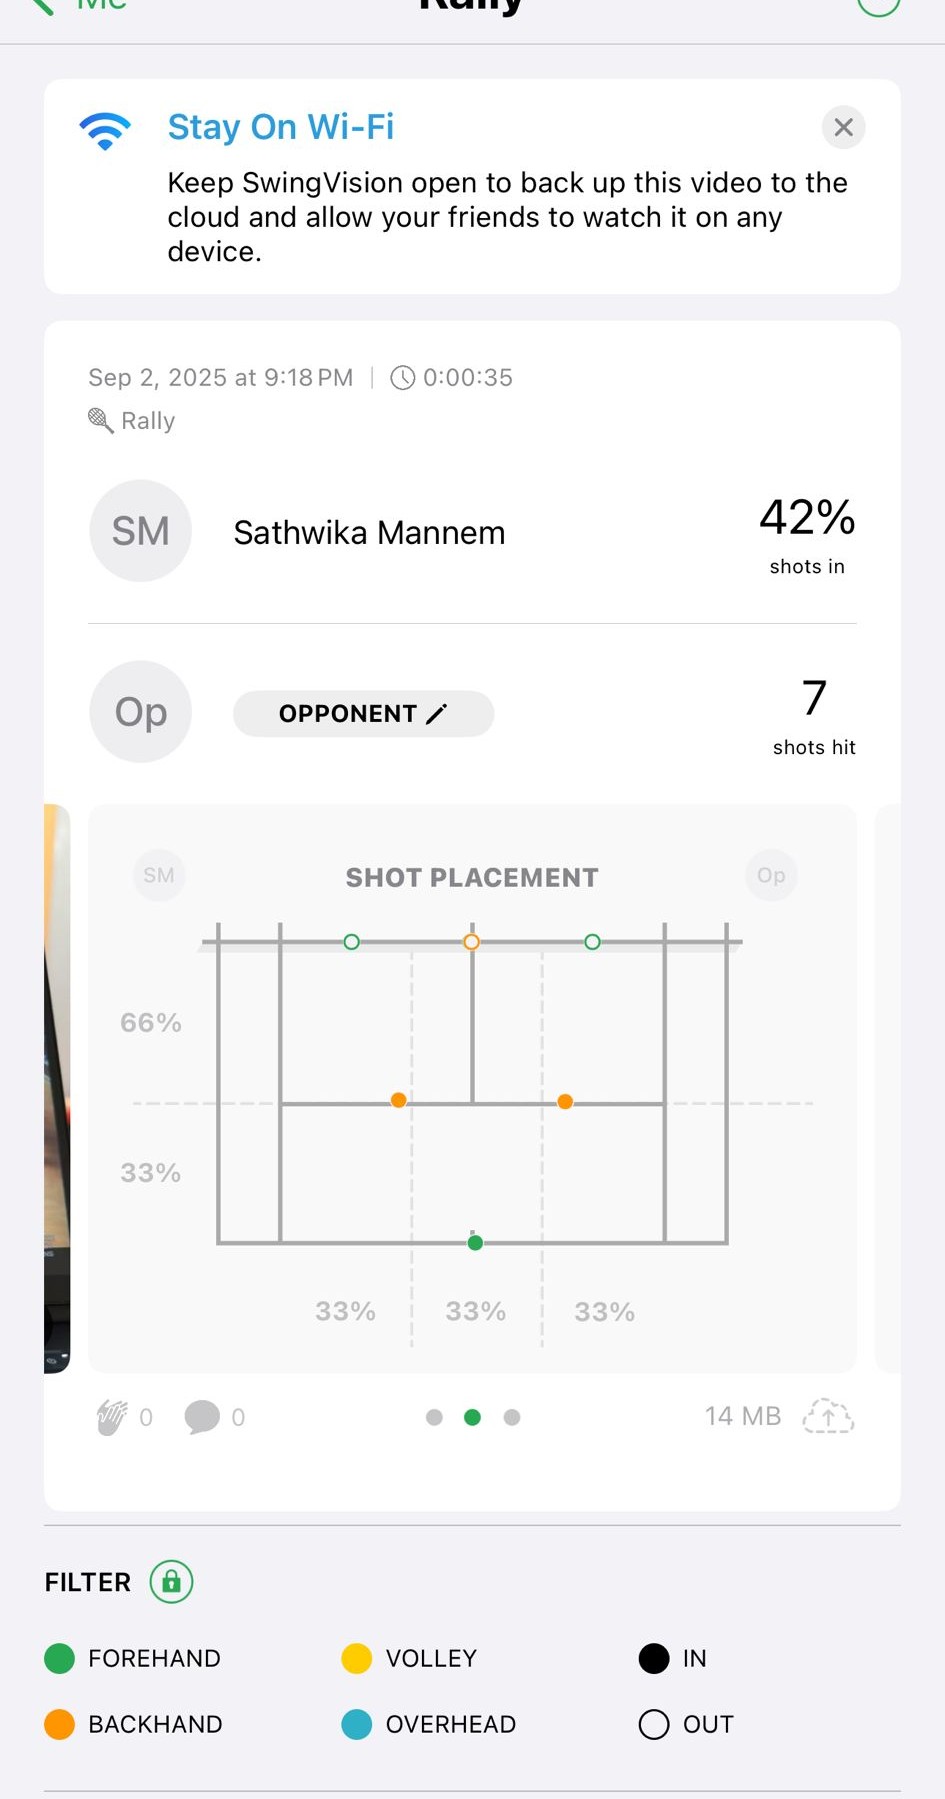 Me
Rally
Stay On Wi-Fi
Keep SwingVision open to back up this video to the
cloud and allow your friends to watch it on any
device.
Sep 2, 2025 at 9:18 PM | 0:00:35
Rally
SM
Sathwika Mannem
42%
shots in
Op
OPPONENT
7
shots hit
SM
SHOT PLACEMENT
Op
66%
33%
33% 33% 33%
0 0
14 MB
FILTER
FOREHAND VOLLEY IN
BACKHAND OVERHEAD OUT